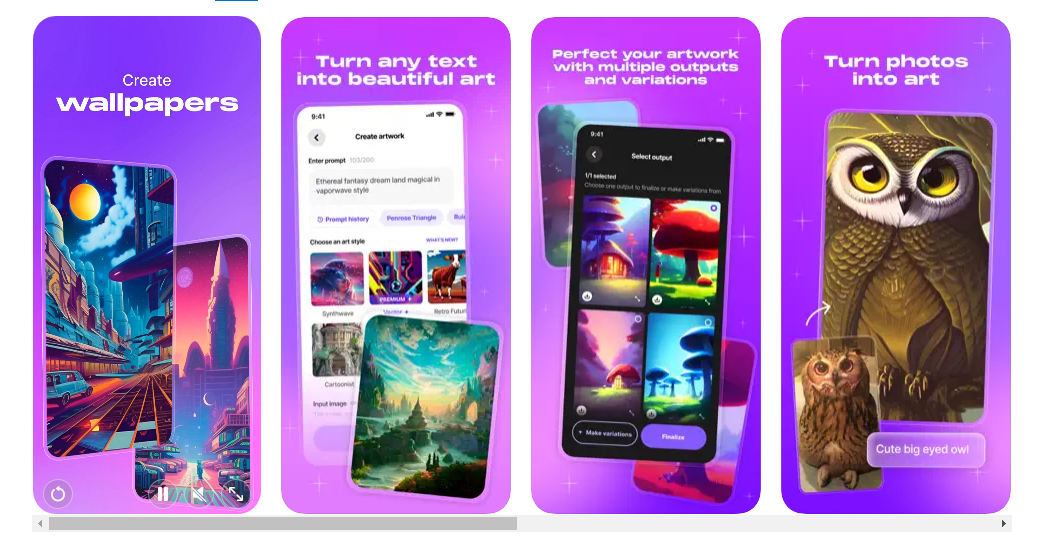 Create
wallpapers
Turn any text
into beautiful art
9:41
Create artwork
Enter prompt 103/200
Ethereal fantasy dream land magical in
vaporwave style
Prompt history
Penrose Triangle
Choose an art style
WHAT'S NEW?
PREMIUM
Synthwave
Vector
Retro Futur
Cartoonist
Input image
Perfect your artwork
with multiple outputs
and variations
9:41
Select output
1/1 selected
Choose one output to finalize or make variations from
+ Make variations
Finalize
Turn photos
into art
Cute big eyed owl